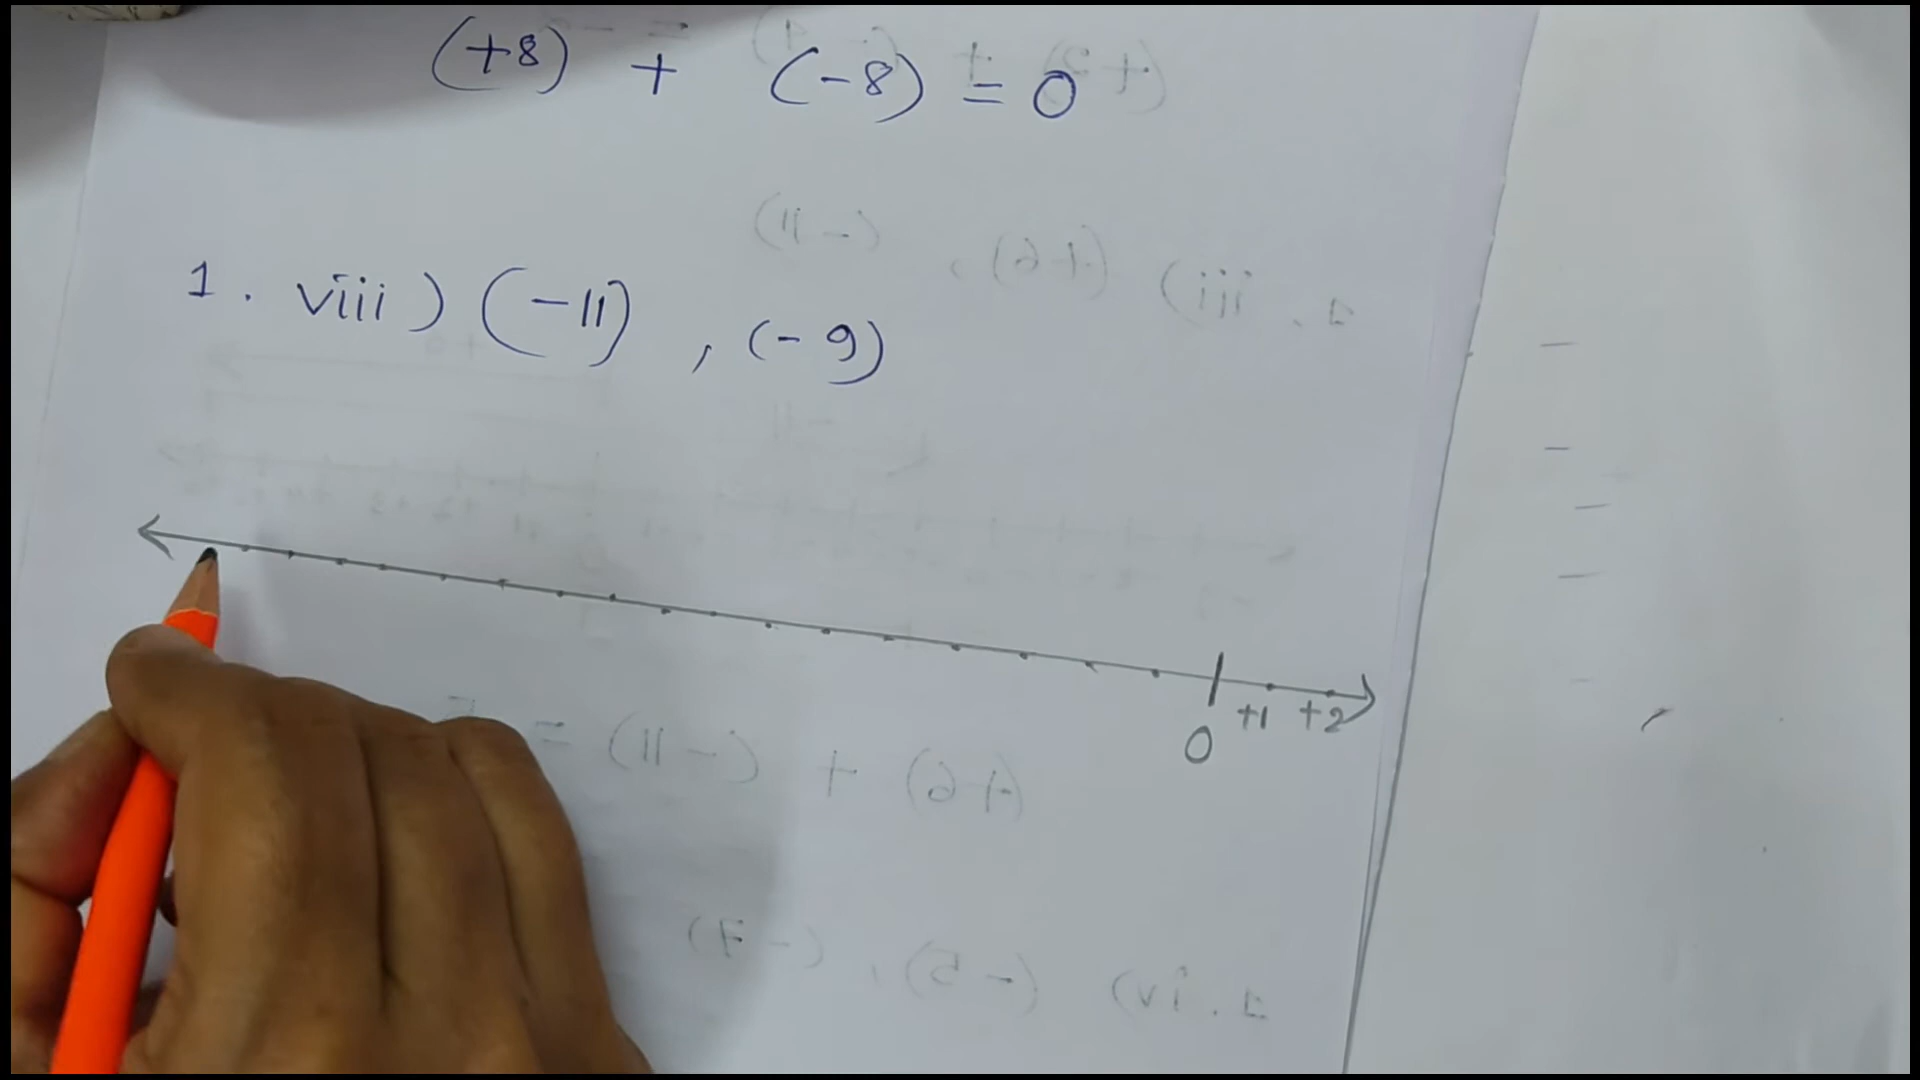 (+8) + (-8) = 0
1. viii) (-11), (-9)
0 +1 +2